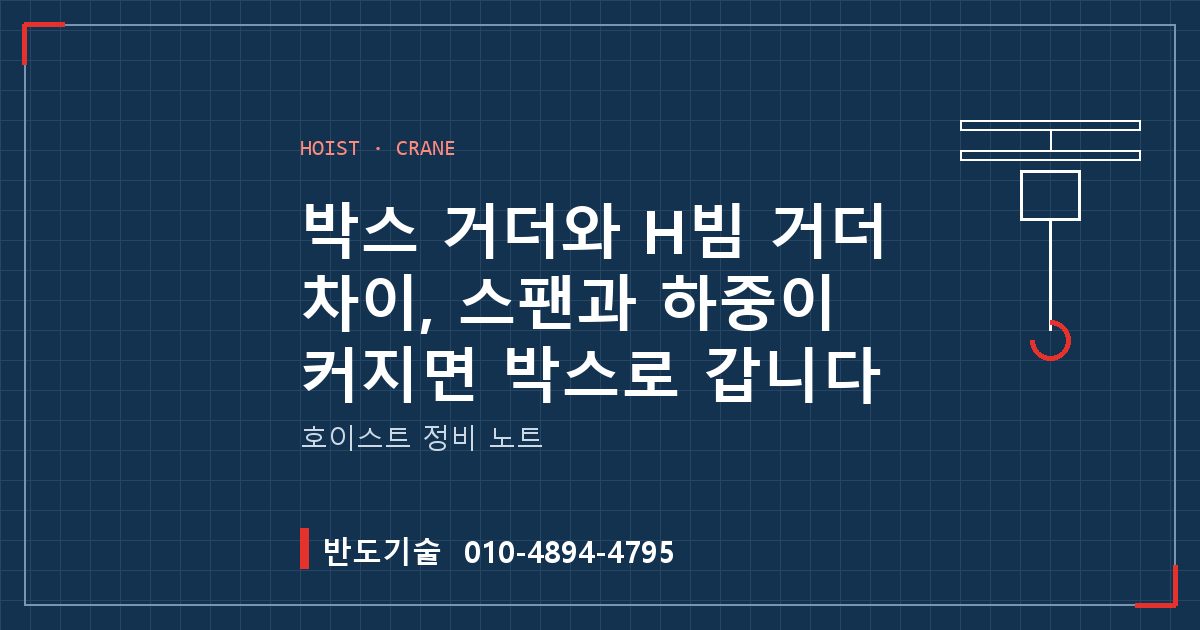 HOIST · CRANE
박스 거더와 H빔 거더
차이, 스팬과 하중이
커지면 박스로 갑니다
호이스트 정비 노트
반도기술 010-4894-4795